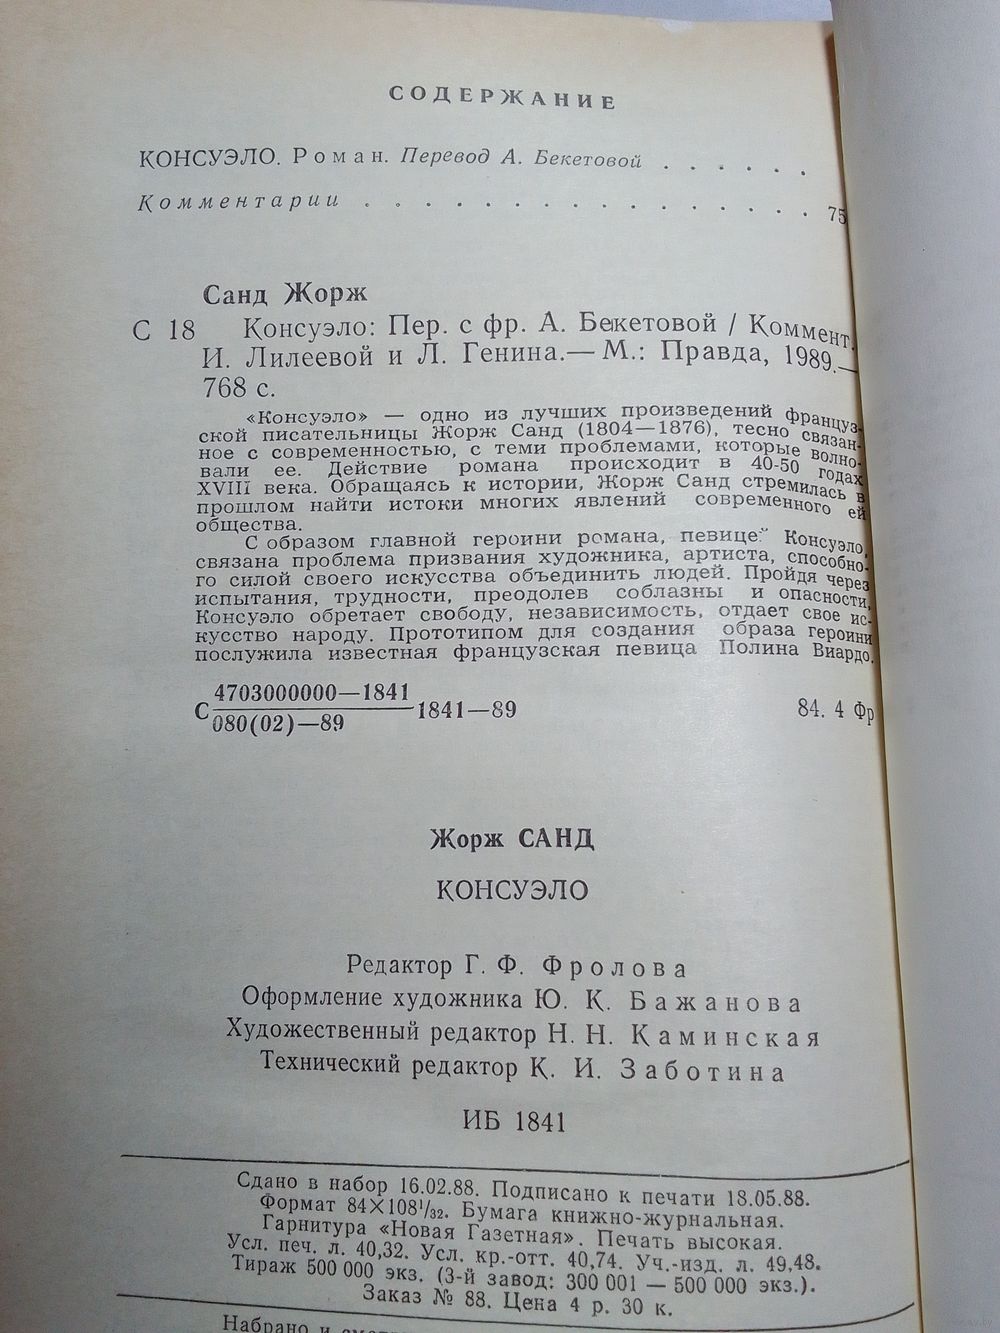 СОДЕРЖАНИЕ
КОНСУЭЛО. Роман. Перевод А. Бекетовой . . . . . .
Комментарии . . . . . . . . . . . . . . . . 75
Санд Жорж
С 18 Консуэло: Пер. с фр. А. Бекетовой / Коммент.
И. Лилеевой и Л. Генина.— М.: Правда, 1989.—
768 с.
«Консуэло» — одно из лучших произведений француз-
ской писательницы Жорж Санд (1804—1876), тесно связан-
ное с современностью, с теми проблемами, которые волно-
вали ее. Действие романа происходит в 40-50 годах
XVIII века. Обращаясь к истории, Жорж Санд стремилась в
прошлом найти истоки многих явлений современного ей
общества.
С образом главной героини романа, певице Консуэло,
связана проблема призвания художника, артиста, способно-
го силой своего искусства объединить людей. Пройдя через
испытания, трудности, преодолев соблазны и опасности,
Консуэло обретает свободу, независимость, отдает свое ис-
кусство народу. Прототипом для создания образа героини
послужила известная французская певица Полина Виардо.
С 4703000000—1841
080(02)—89 1841—89 84. 4 Фр
Жорж САНД
КОНСУЭЛО
Редактор Г. Ф. Фролова
Оформление художника Ю. К. Бажанова
Художественный редактор Н. Н. Каминская
Технический редактор К. И. Заботина
ИБ 1841
Сдано в набор 16.02.88. Подписано к печати 18.05.88.
Формат 84×108¹/₃₂. Бумага книжно-журнальная.
Гарнитура «Новая Газетная». Печать высокая.
Усл. печ. л. 40,32. Усл. кр.-отт. 40,74. Уч.-изд. л. 49,48.
Тираж 500 000 экз. (3-й завод: 300 001 — 500 000 экз.).
Заказ № 88. Цена 4 р. 30 к.
Набрано и